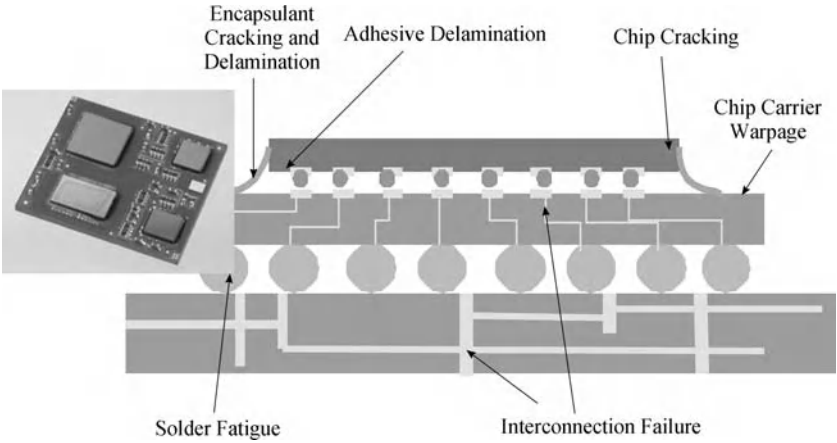 Encapsulant
Cracking and
Delamination
Adhesive Delamination
Chip Cracking
Chip Carrier
Warpage
Solder Fatigue
Interconnection Failure